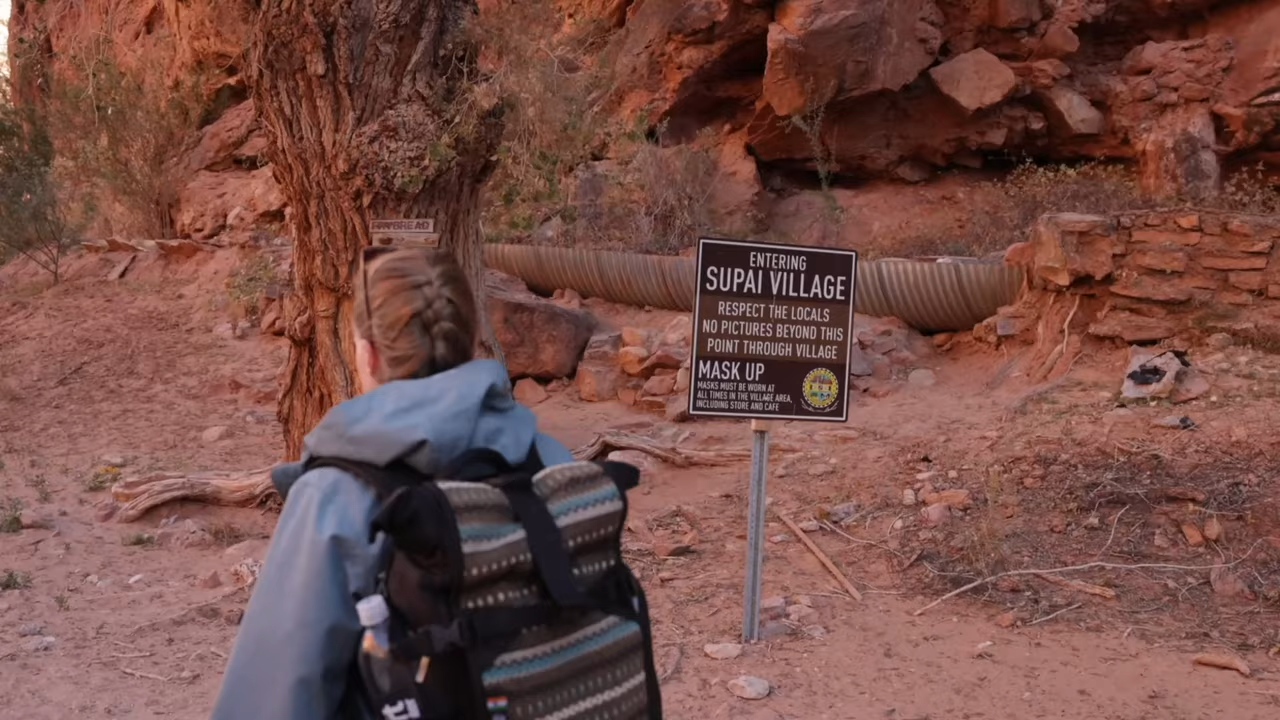 FRYBREAD
ENTERING
SUPAI VILLAGE
RESPECT THE LOCALS
NO PICTURES BEYOND THIS
POINT THROUGH VILLAGE
MASK UP
MASKS MUST BE WORN AT
ALL TIMES IN THE VILLAGE AREA,
INCLUDING STORE AND CAFE